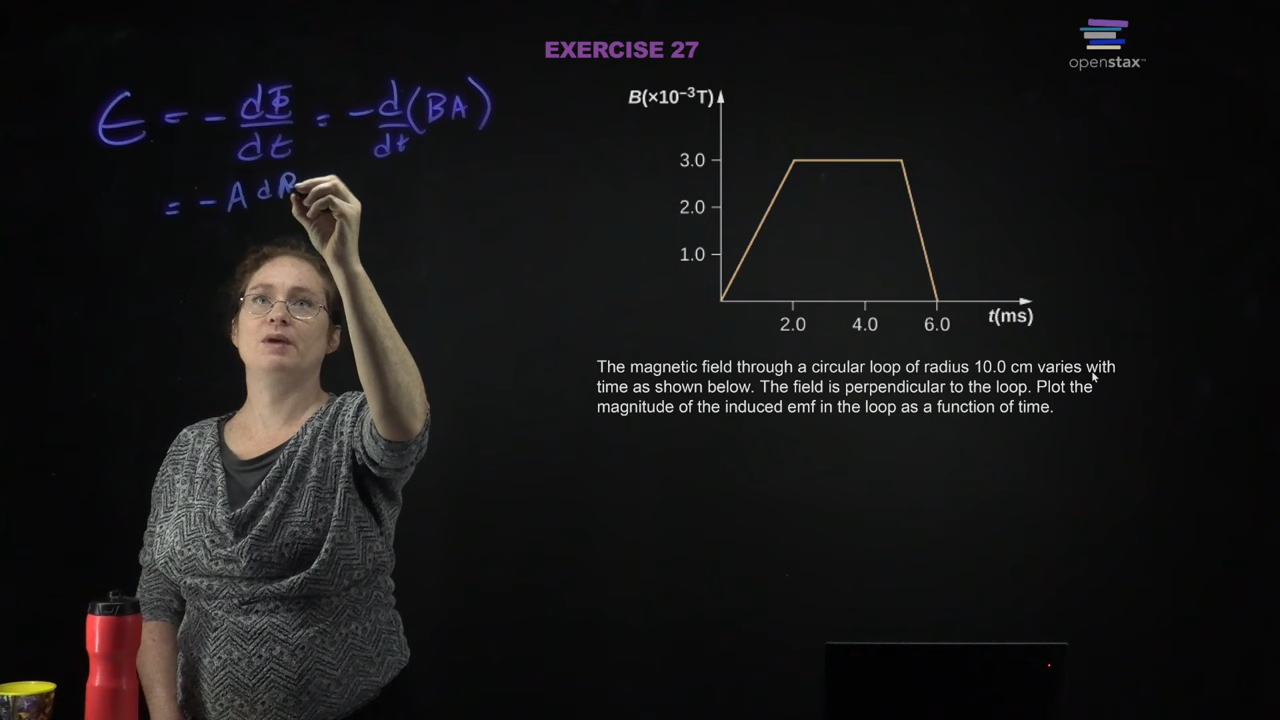 EXERCISE 27
openstax™
ε = - dΦ/dt = - d/dt (BA)
= - A dB
B(×10⁻³T)
3.0
2.0
1.0
2.0 4.0 6.0 t(ms)
The magnetic field through a circular loop of radius 10.0 cm varies with
time as shown below. The field is perpendicular to the loop. Plot the
magnitude of the induced emf in the loop as a function of time.